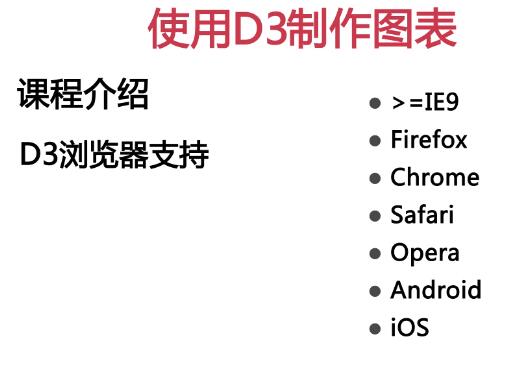 使用D3制作图表
课程介绍
D3浏览器支持
>=IE9
Firefox
Chrome
Safari
Opera
Android
iOS